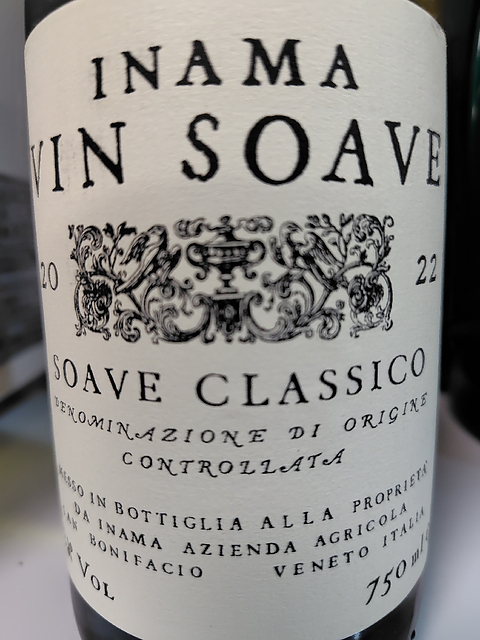 INAMA
VIN SOAVE
20 22
SOAVE CLASSICO
DENOMINAZIONE DI ORIGINE
CONTROLLATA
IN BOTTIGLIA ALLA PROPRIETA'
DA INAMA AZIENDA AGRICOLA
BONIFACIO VENETO ITALIA
VOL 750 ml